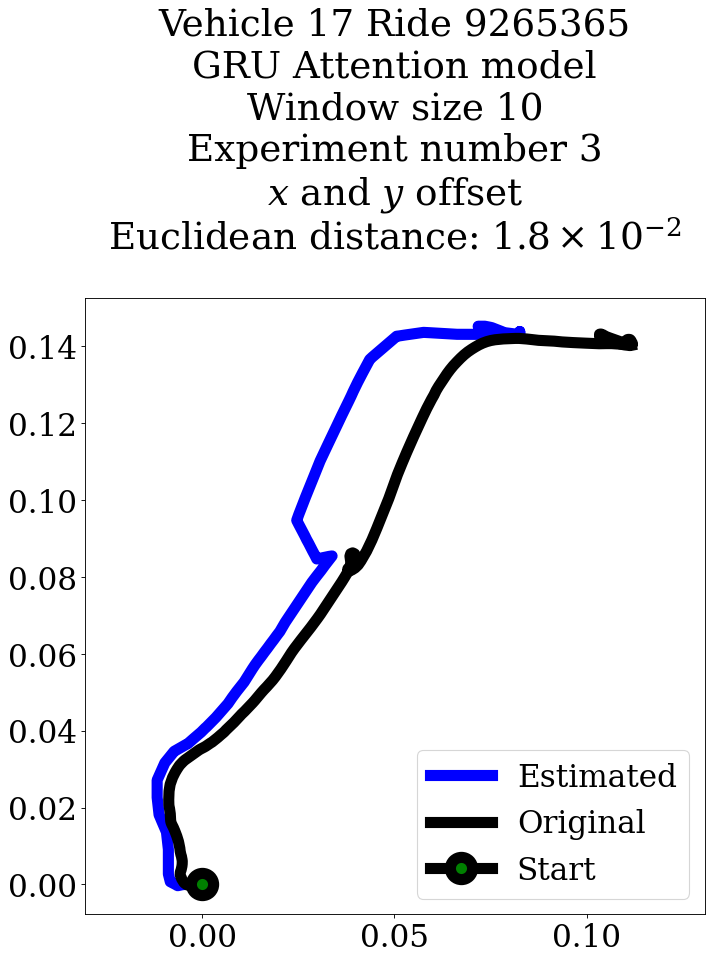 Vehicle 17 Ride 9265365
GRU Attention model
Window size 10
Experiment number 3
x and y offset
Euclidean distance: 1.8 × 10⁻²
0.14
0.12
0.10
0.08
0.06
0.04
0.02
0.00
0.00 0.05 0.10
Estimated
Original
Start